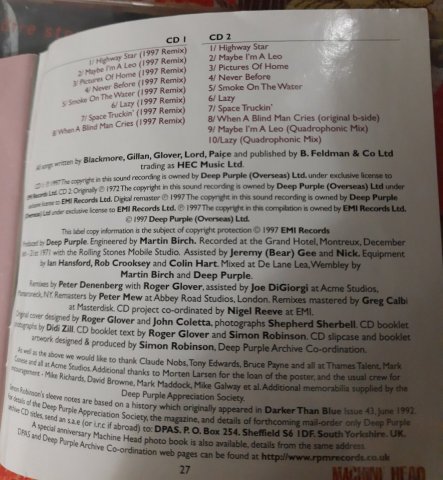 CD 1
1/ Highway Star (1997 Remix)
2/ Maybe I'm A Leo (1997 Remix)
3/ Pictures Of Home (1997 Remix)
4/ Never Before (1997 Remix)
5/ Smoke On The Water (1997 Remix)
6/ Lazy (1997 Remix)
7/ Space Truckin' (1997 Remix)
8/ When A Blind Man Cries (1997 Remix)
CD 2
1/ Highway Star
2/ Maybe I'm A Leo
3/ Pictures Of Home
4/ Never Before
5/ Smoke On The Water
6/ Lazy
7/ Space Truckin'
8/ When A Blind Man Cries (original b-side)
9/ Maybe I'm A Leo (Quadrophonic Mix)
10/Lazy (Quadrophonic Mix)
All songs written by Blackmore, Gillan, Glover, Lord, Paice and published by B. Feldman & Co Ltd
trading as HEC Music Ltd.
CD 1: ℗ 1997 The copyright in this sound recording is owned by Deep Purple (Overseas) Ltd. under exclusive license to
EMI Records Ltd. CD 2: Originally ℗ 1972 The copyright in this sound recording is owned by Deep Purple (Overseas) Ltd under
exclusive license to EMI Records Ltd. Digital remaster ℗ 1997 The copyright in this sound recording is owned by Deep Purple
(Overseas) Ltd under exclusive license to EMI Records Ltd. ℗ 1997 The copyright in this compilation is owned by EMI Records Ltd.
© 1997 Deep Purple (Overseas) Ltd.
This label copy information is the subject of copyright protection © 1997 EMI Records
Produced by Deep Purple. Engineered by Martin Birch. Recorded at the Grand Hotel, Montreux, December
1971 with the Rolling Stones Mobile Studio. Assisted by Jeremy (Bear) Gee and Nick. Equipment
by Ian Hansford, Rob Cooksey and Colin Hart. Mixed at De Lane Lea, Wembley by
Martin Birch and Deep Purple.
Remixes by Peter Denenberg with Roger Glover, assisted by Joe DiGiorgi at Acme Studios,
NY. Remasters by Peter Mew at Abbey Road Studios, London. Remixes mastered by Greg Calbi
at Masterdisk. CD project co-ordinated by Nigel Reeve at EMI.
Original cover designed by Roger Glover and John Coletta, photographs Shepherd Sherbell. CD booklet
photographs by Didi Zill. CD booklet text by Roger Glover and Simon Robinson. CD slipcase and booklet
artwork designed & produced by Simon Robinson, Deep Purple Archive Co-ordination.
As well as the above we would like to thank Claude Nobs, Tony Edwards, Bruce Payne and all at Thames Talent, Mark
and all at Acme Studios. Additional thanks to Morten Larsen for the loan of the poster, and the usual crew for
encouragement - Mike Richards, David Browne, Mark Maddock, Mike Galway et al. Additional memorabilia supplied by the
Deep Purple Appreciation Society.
Simon Robinson's sleeve notes are based on a history which originally appeared in Darker Than Blue Issue 43, June 1992.
For details of the Deep Purple Appreciation Society, the magazine, and details of forthcoming mail-order only Deep Purple
archive CD titles, send an s.a.e (or i.r.c if abroad) to: DPAS. P. O. Box 254. Sheffield S6 1DF. South Yorkshire. UK.
A special anniversary Machine Head photo book is also available, details from the same address
DPAS and Deep Purple Archive Co-ordination web pages can be found at http://www.rpmrecords.co.uk
27
MACHINE HEAD